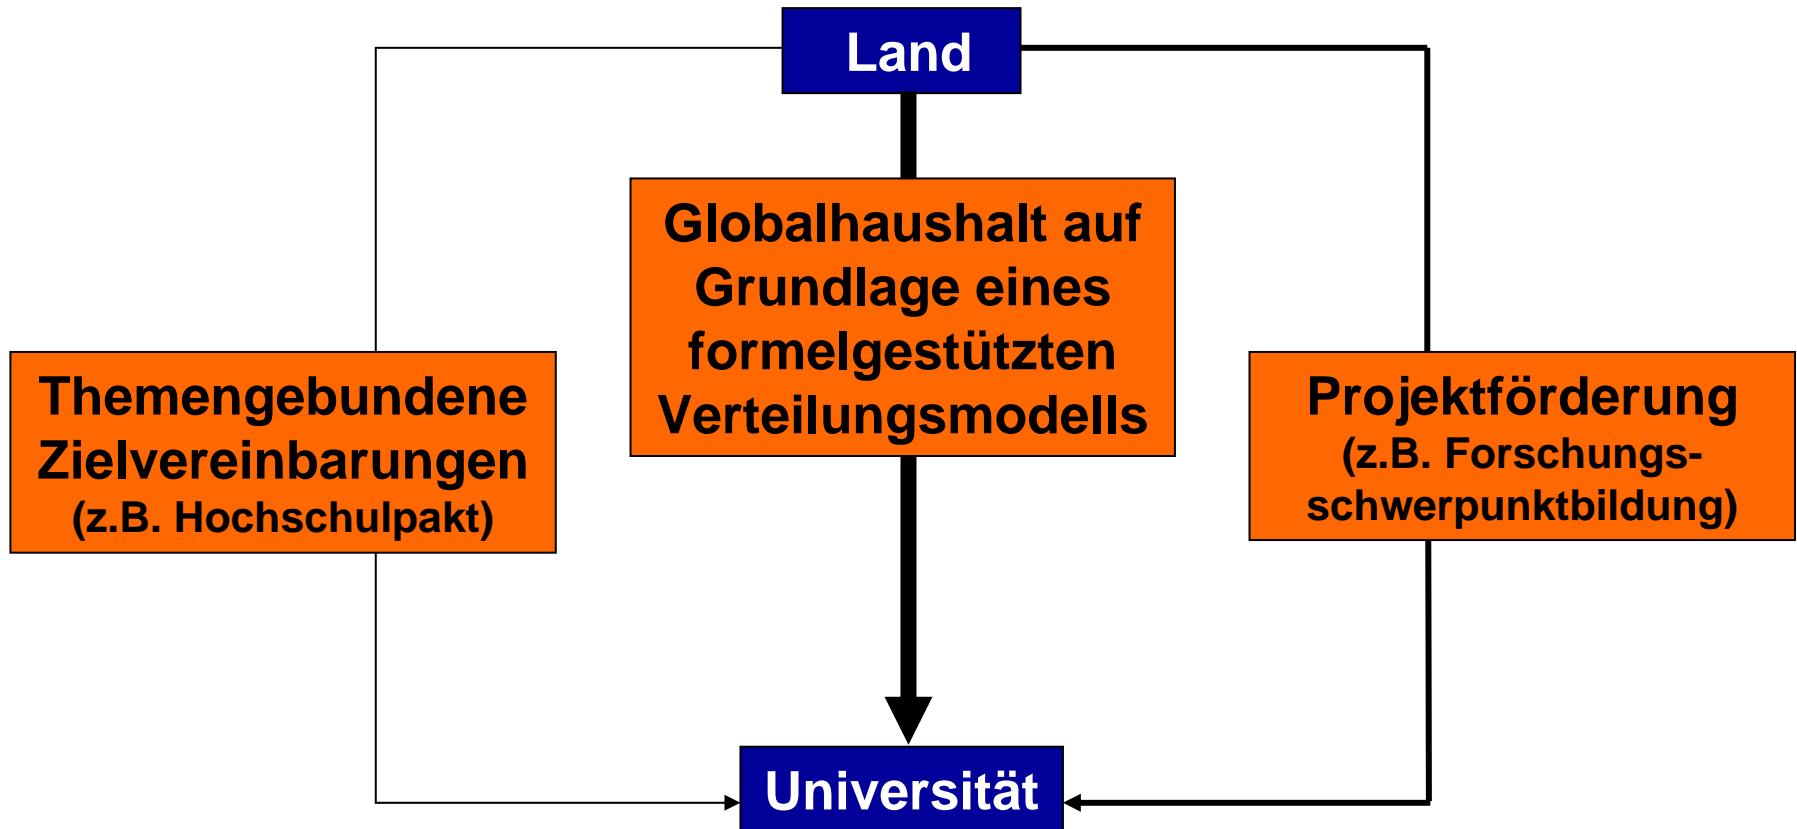 Land
Globalhaushalt auf
Grundlage eines
formelgestützten
Verteilungsmodells
Themengebundene
Zielvereinbarungen
(z.B. Hochschulpakt)
Projektförderung
(z.B. Forschungs-
schwerpunktbildung)
Universität